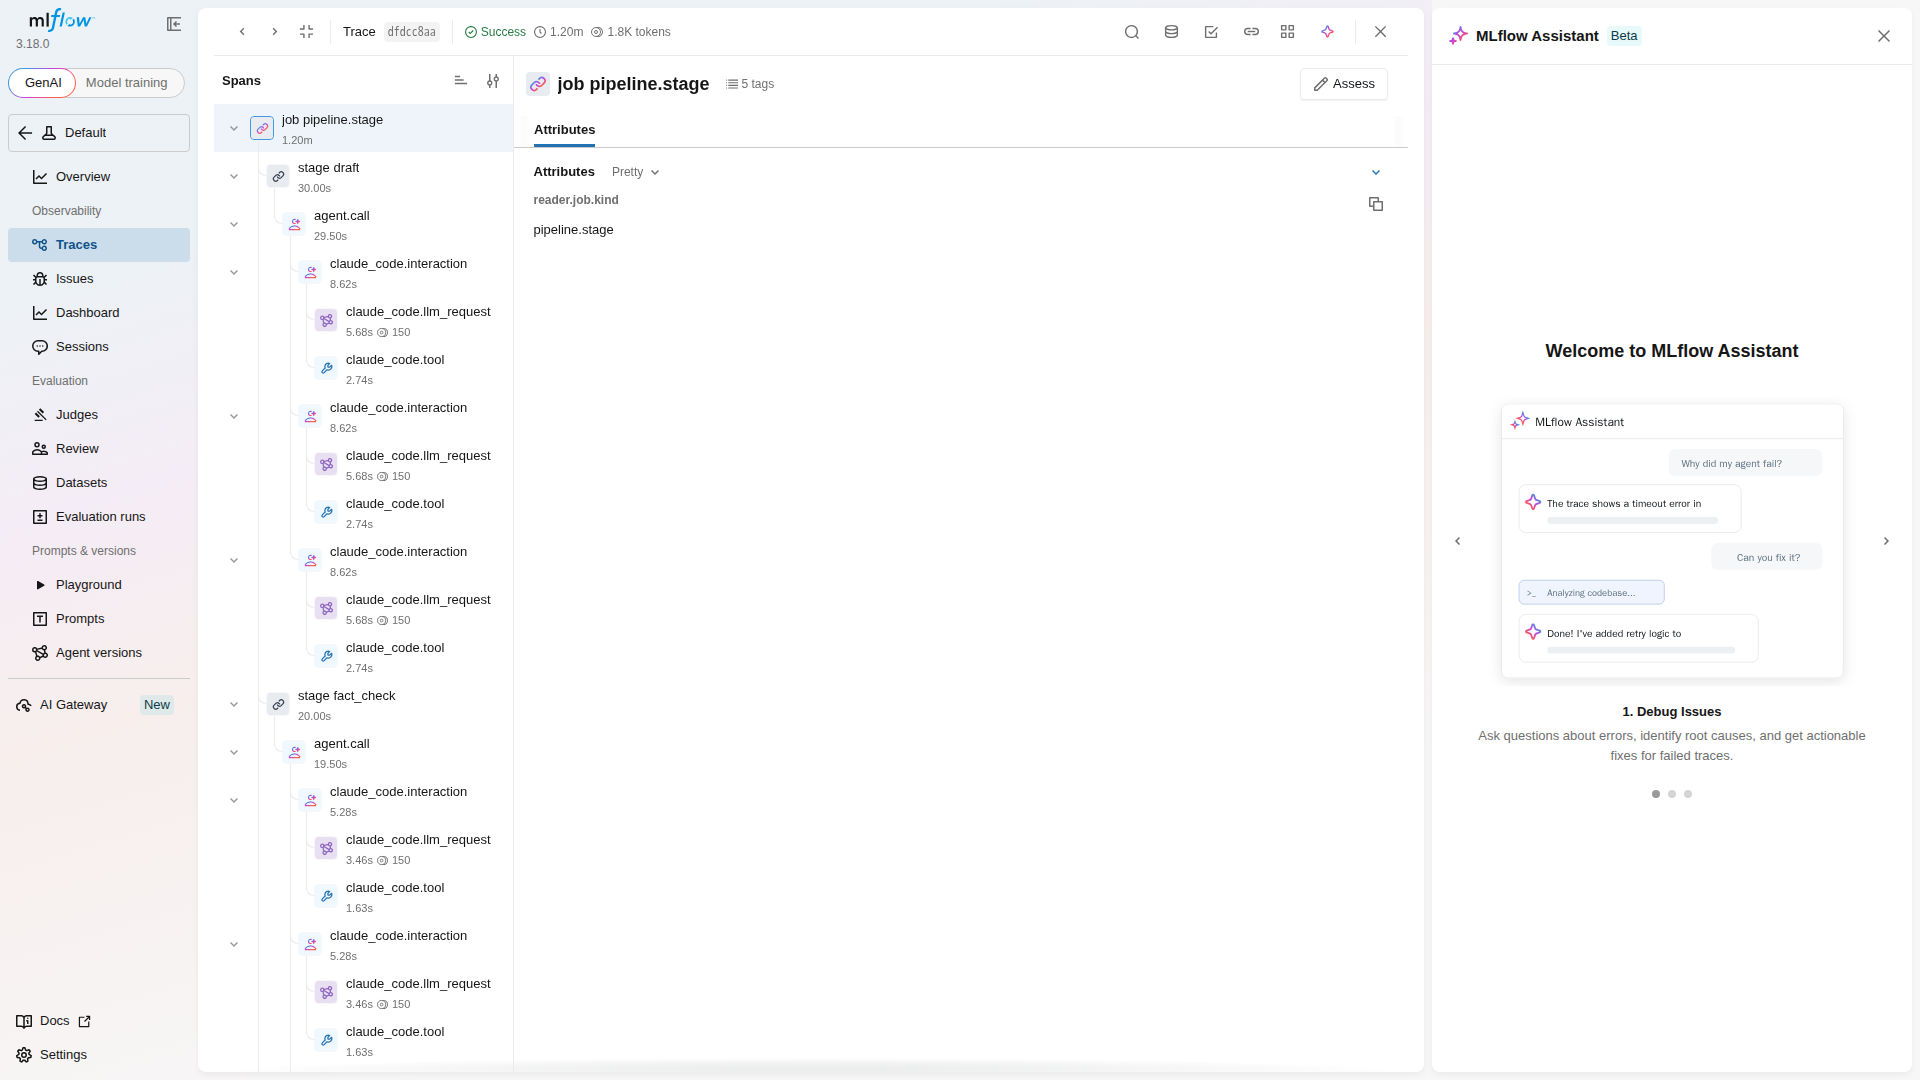 mlflow
3.18.0
GenAI
Model training
Default
Overview
Observability
Traces
Issues
Dashboard
Sessions
Evaluation
Judges
Review
Datasets
Evaluation runs
Prompts & versions
Playground
Prompts
Agent versions
AI Gateway New
Docs
Settings
Trace dfdcc8aa Success 1.20m 1.8K tokens
Spans
job pipeline.stage
1.20m
stage draft
30.00s
agent.call
29.50s
claude_code.interaction
8.62s
claude_code.llm_request
5.68s 150
claude_code.tool
2.74s
claude_code.interaction
8.62s
claude_code.llm_request
5.68s 150
claude_code.tool
2.74s
claude_code.interaction
8.62s
claude_code.llm_request
5.68s 150
claude_code.tool
2.74s
stage fact_check
20.00s
agent.call
19.50s
claude_code.interaction
5.28s
claude_code.llm_request
3.46s 150
claude_code.tool
1.63s
claude_code.interaction
5.28s
claude_code.llm_request
3.46s 150
claude_code.tool
1.63s
job pipeline.stage 5 tags
Assess
Attributes
Attributes Pretty
reader.job.kind
pipeline.stage
MLflow Assistant Beta
Welcome to MLflow Assistant
MLflow Assistant
Why did my agent fail?
The trace shows a timeout error in
Can you fix it?
>_ Analyzing codebase...
Done! I've added retry logic to
1. Debug Issues
Ask questions about errors, identify root causes, and get actionable
fixes for failed traces.